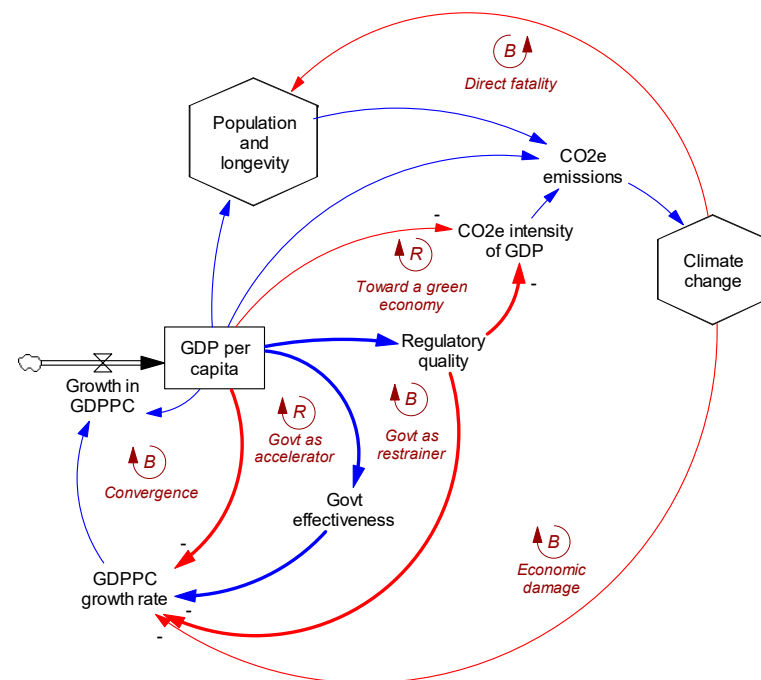 B
Direct fatality
Population
and
longevity
CO2e
emissions
-
CO2e intensity
of GDP
R
Toward a green
economy
-
Climate
change
GDP per
capita
Regulatory
quality
Growth in
GDPPC
R
Govt as
accelerator
B
Govt as
restrainer
B
Convergence
Govt
effectiveness
-
GDPPC
growth rate
-
-
B
Economic
damage